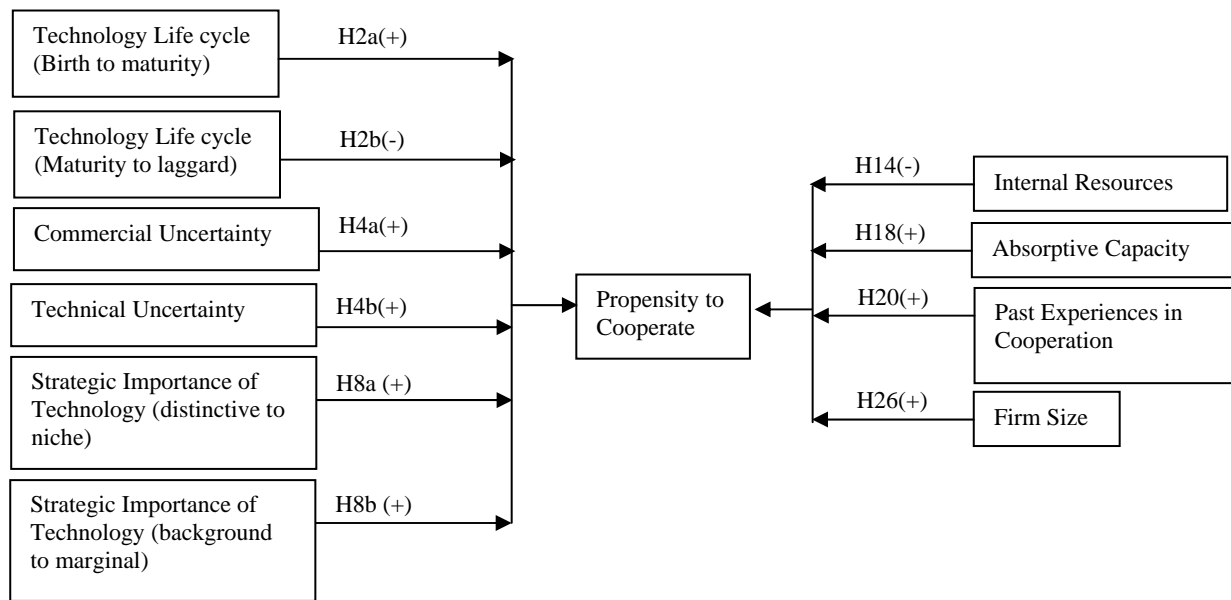 Technology Life cycle
(Birth to maturity)
H2a(+)
Technology Life cycle
(Maturity to laggard)
H2b(-)
Commercial Uncertainty
H4a(+)
Technical Uncertainty
H4b(+)
Strategic Importance of
Technology (distinctive to
niche)
H8a (+)
Strategic Importance of
Technology (background
to marginal)
H8b (+)
Propensity to
Cooperate
H14(-)
Internal Resources
H18(+)
Absorptive Capacity
H20(+)
Past Experiences in
Cooperation
H26(+)
Firm Size